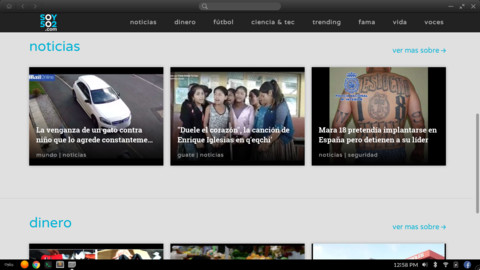 SOY
502
.com
noticias
dinero
fútbol
ciencia & tec
trending
fama
vida
voces
noticias
ver mas sobre →
La venganza de un gato contra
niño que lo agrede constanteme...
mundo | noticias
"Duele el corazón", la canción de
Enrique Iglesias en q'eqchi'
guate | noticias
Mara 18 pretendía implantarse en
España pero detienen a su líder
noticias | seguridad
dinero
ver mas sobre →
12:58 PM